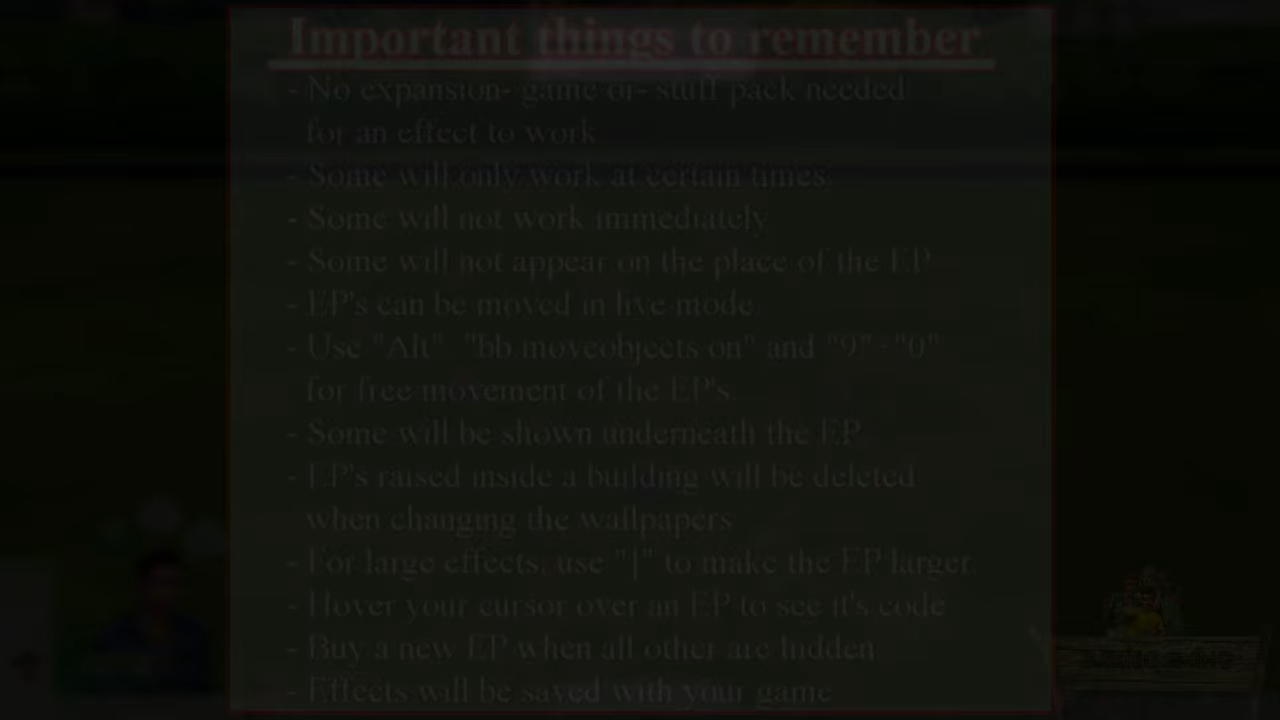 Important things to remember
- No expansion- game or- stuff pack needed
for an effect to work
- Some will only work at certain times
- Some will not work immediately
- Some will not appear on the place of the EP
- EP's can be moved in live mode
- Use "Alt" "bb.moveobjects on" and "9" - "0"
for free movement of the EP's.
- Some will be shown underneath the EP
- EP's raised inside a building will be deleted
when changing the wallpapers
- For large effects, use "]" to make the EP larger.
- Hover your cursor over an EP to see it's code
- Buy a new EP when all other are hidden
- Effects will be saved with your game